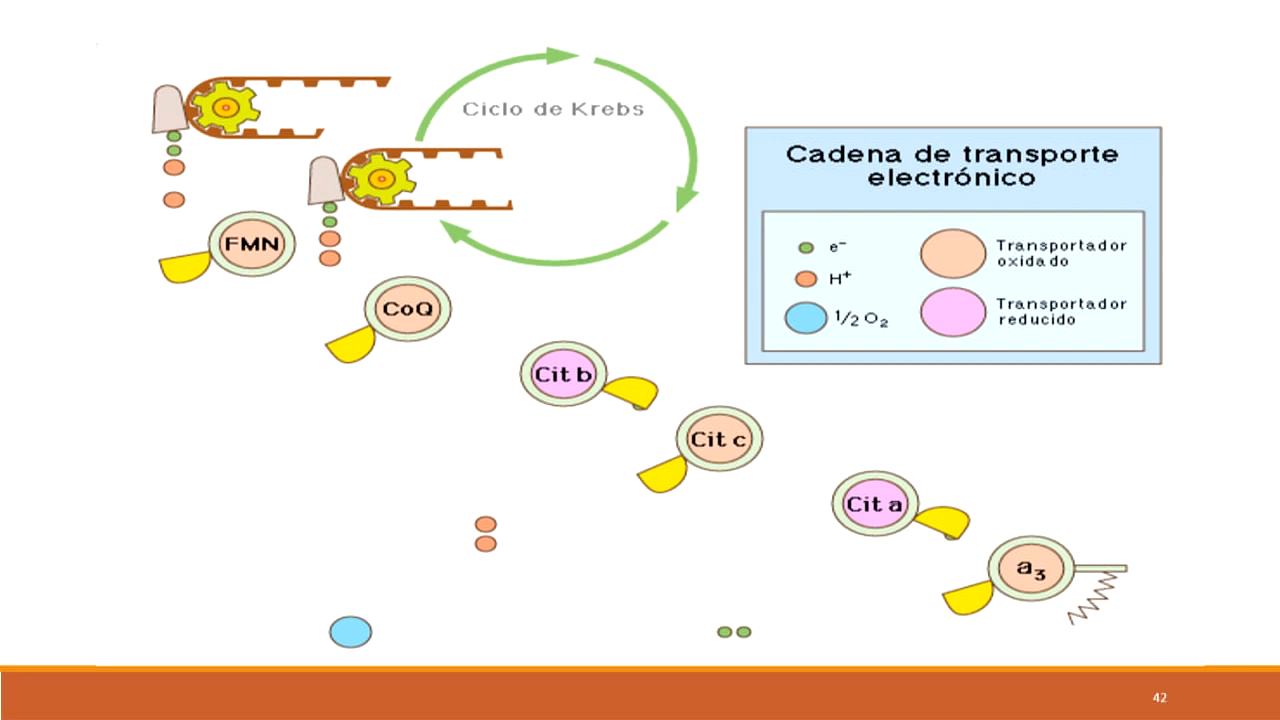 Ciclo de Krebs
Cadena de transporte
electrónico
e⁻
Transportador
oxidado
H⁺
Transportador
reducido
1/2 O₂
FMN
CoQ
Cit b
Cit c
Cit a
a₃
42